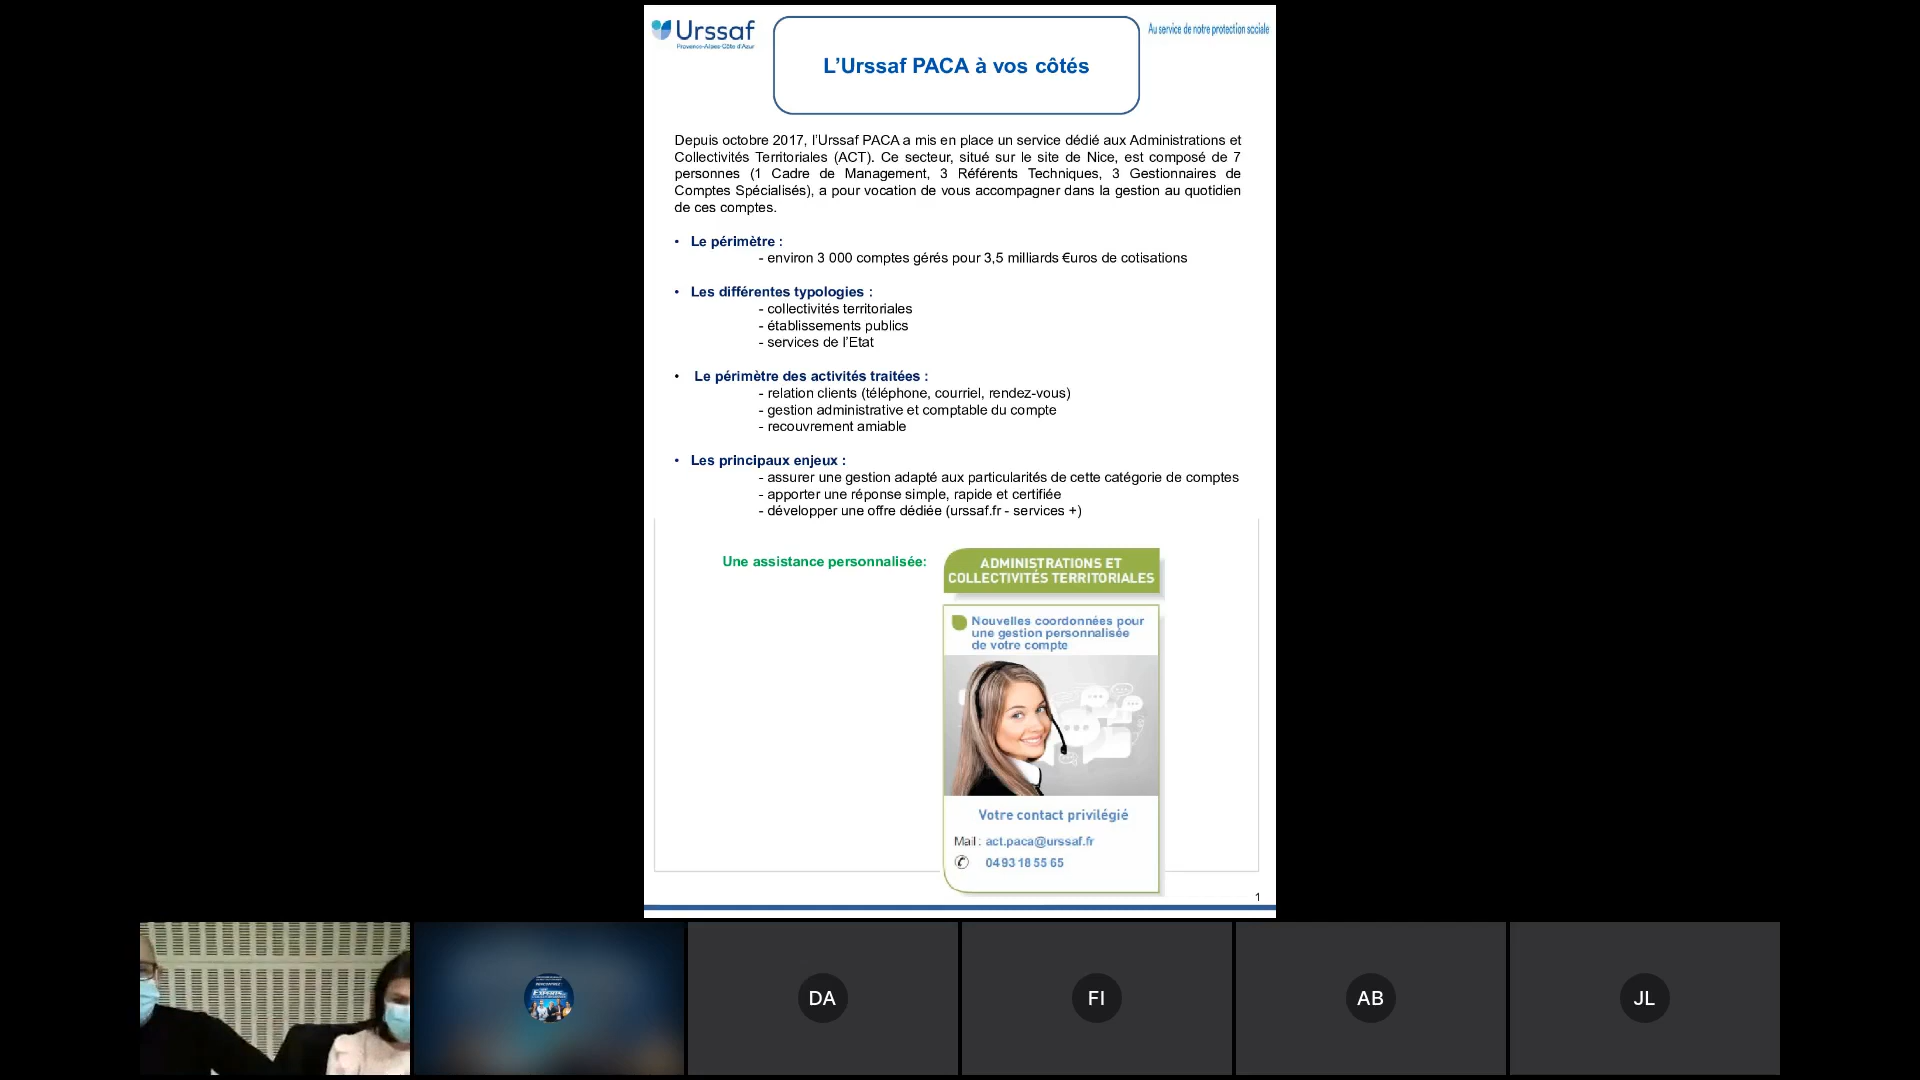 Urssaf
Provence-Alpes-Côte d'Azur
Au service de notre protection sociale
L’Urssaf PACA à vos côtés
Depuis octobre 2017, l’Urssaf PACA a mis en place un service dédié aux Administrations et
Collectivités Territoriales (ACT). Ce secteur, situé sur le site de Nice, est composé de 7
personnes (1 Cadre de Management, 3 Référents Techniques, 3 Gestionnaires de
Comptes Spécialisés), a pour vocation de vous accompagner dans la gestion au quotidien
de ces comptes.
• Le périmètre :
- environ 3 000 comptes gérés pour 3,5 milliards €uros de cotisations
• Les différentes typologies :
- collectivités territoriales
- établissements publics
- services de l’Etat
• Le périmètre des activités traitées :
- relation clients (téléphone, courriel, rendez-vous)
- gestion administrative et comptable du compte
- recouvrement amiable
• Les principaux enjeux :
- assurer une gestion adapté aux particularités de cette catégorie de comptes
- apporter une réponse simple, rapide et certifiée
- développer une offre dédiée (urssaf.fr - services +)
Une assistance personnalisée:
ADMINISTRATIONS ET
COLLECTIVITÉS TERRITORIALES
Nouvelles coordonnées pour
une gestion personnalisée
de votre compte
Votre contact privilégié
Mail : act.paca@urssaf.fr
04 93 18 55 65
1
DA
FI
AB
JL